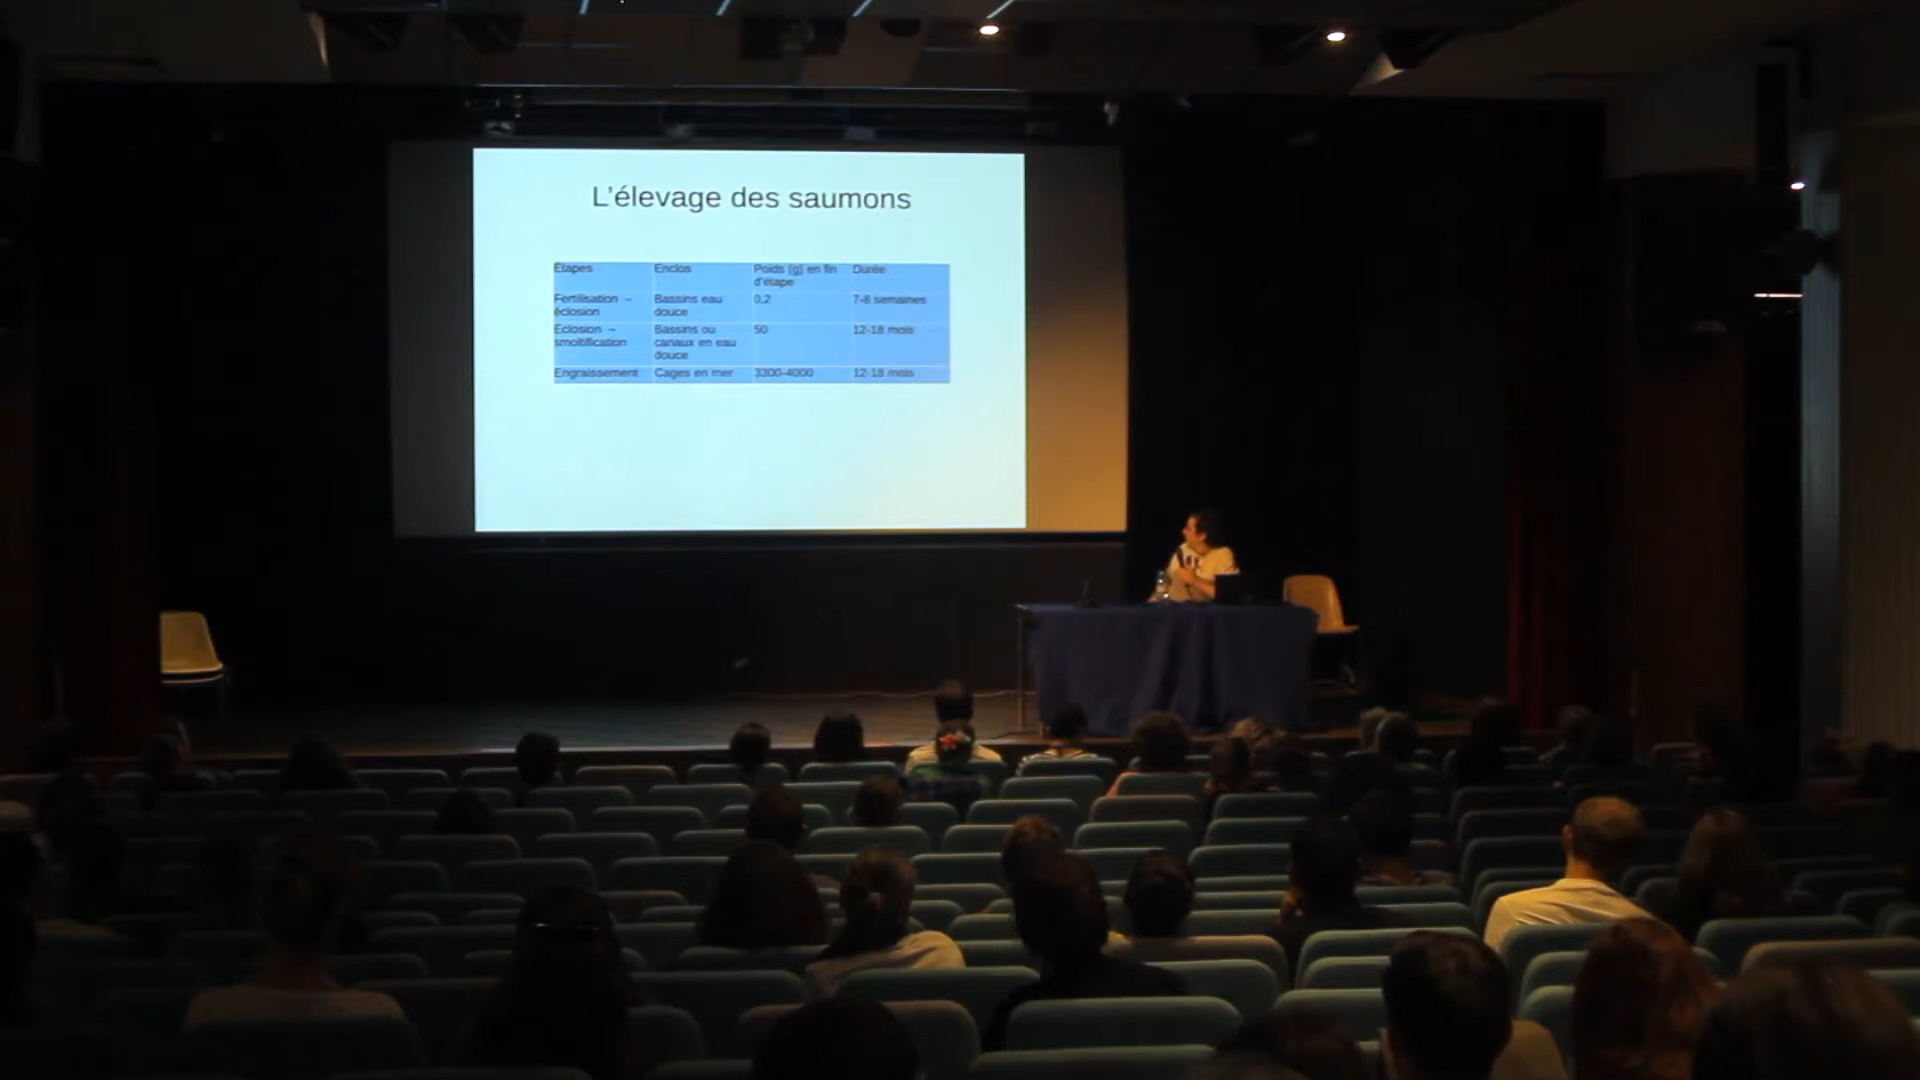 L'élevage des saumons
Etapes Enclos Poids (g) en fin d'étape Durée
Fertilisation → éclosion Bassins eau douce 0,2 7-8 semaines
Eclosion → smoltification Bassins ou canaux en eau douce 50 12-18 mois
Engraissement Cages en mer 3300-4000 12-18 mois